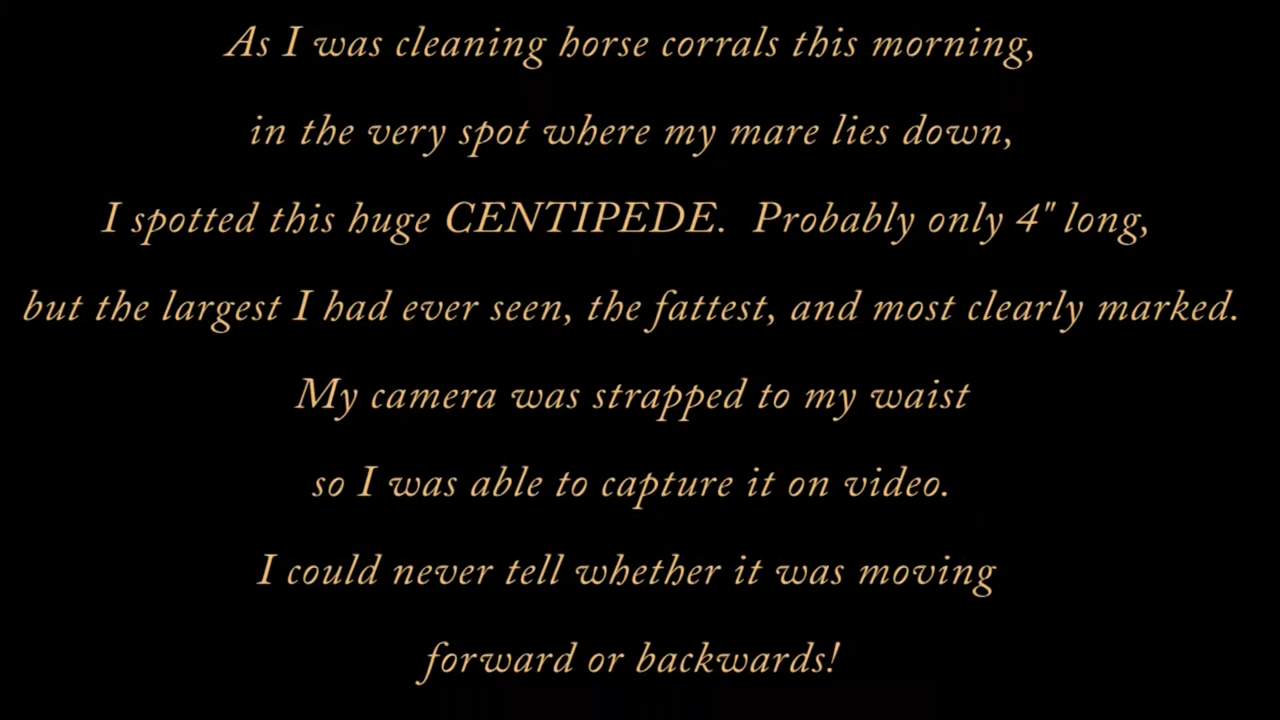 As I was cleaning horse corrals this morning,
in the very spot where my mare lies down,
I spotted this huge CENTIPEDE.  Probably only 4" long,
but the largest I had ever seen, the fattest, and most clearly marked.
My camera was strapped to my waist
so I was able to capture it on video.
I could never tell whether it was moving
forward or backwards!